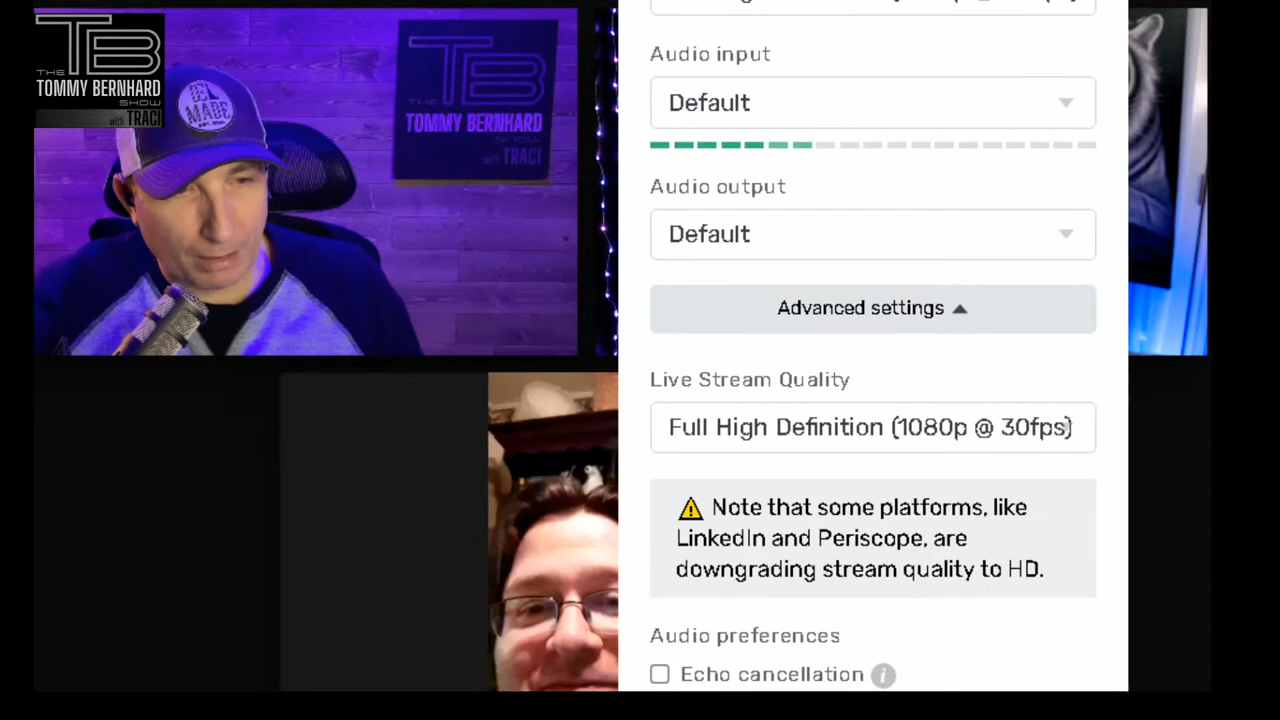 THE
TB
TOMMY BERNHARD
SHOW
with TRACI
DEL
MADE
THE
TB
TOMMY BERNHARD
SHOW
with TRACI
Audio input
Default
Audio output
Default
Advanced settings
Live Stream Quality
Full High Definition (1080p @ 30fps)
Note that some platforms, like
LinkedIn and Periscope, are
downgrading stream quality to HD.
Audio preferences
Echo cancellation i